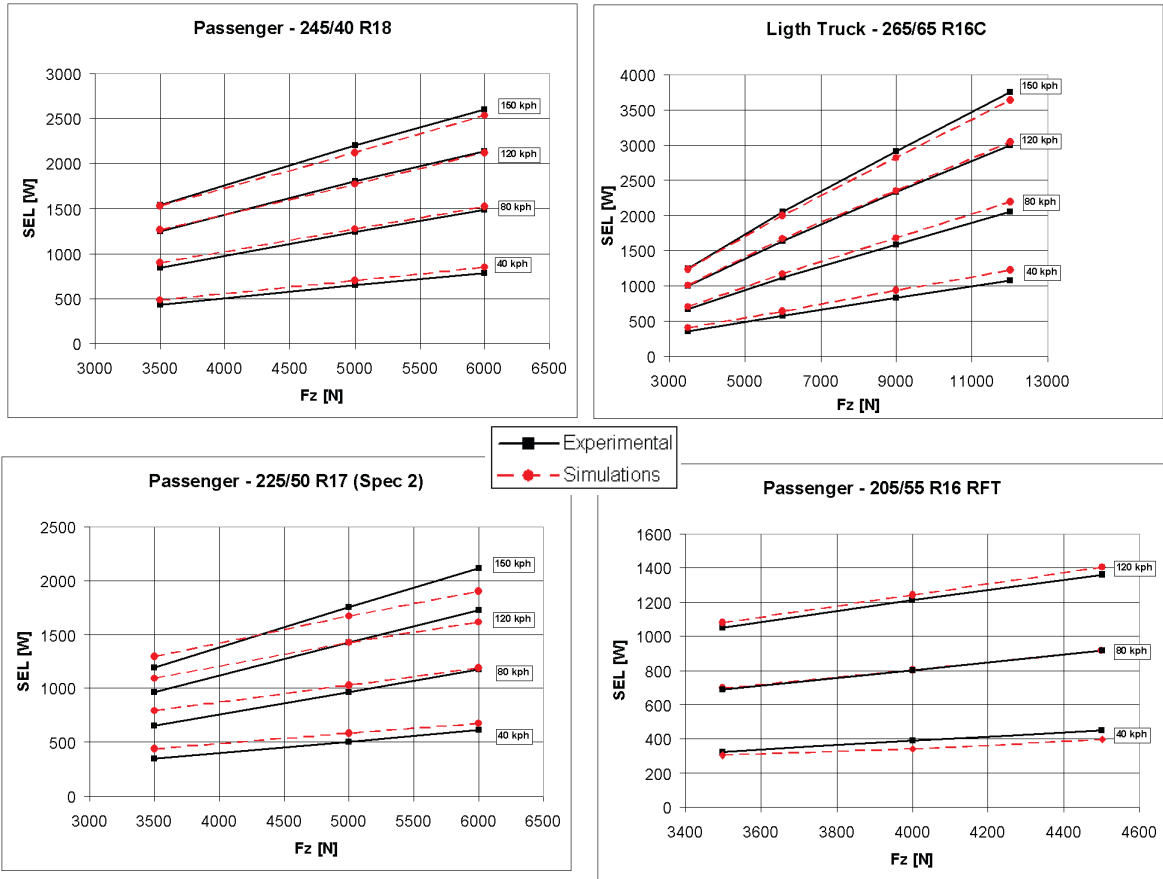 Passenger - 245/40 R18
SEL [W]
3000
2500
2000
1500
1000
500
0
150 kph
120 kph
80 kph
40 kph
3000 3500 4000 4500 5000 5500 6000 6500
Fz [N]
Ligth Truck - 265/65 R16C
SEL [W]
4000
3500
3000
2500
2000
1500
1000
500
0
150 kph
120 kph
80 kph
40 kph
3000 5000 7000 9000 11000 13000
Fz [N]
Experimental
Simulations
Passenger - 225/50 R17 (Spec 2)
SEL [W]
2500
2000
1500
1000
500
0
150 kph
120 kph
80 kph
40 kph
3000 3500 4000 4500 5000 5500 6000 6500
Fz [N]
Passenger - 205/55 R16 RFT
SEL [W]
1600
1400
1200
1000
800
600
400
200
0
120 kph
80 kph
40 kph
3400 3600 3800 4000 4200 4400 4600
Fz [N]